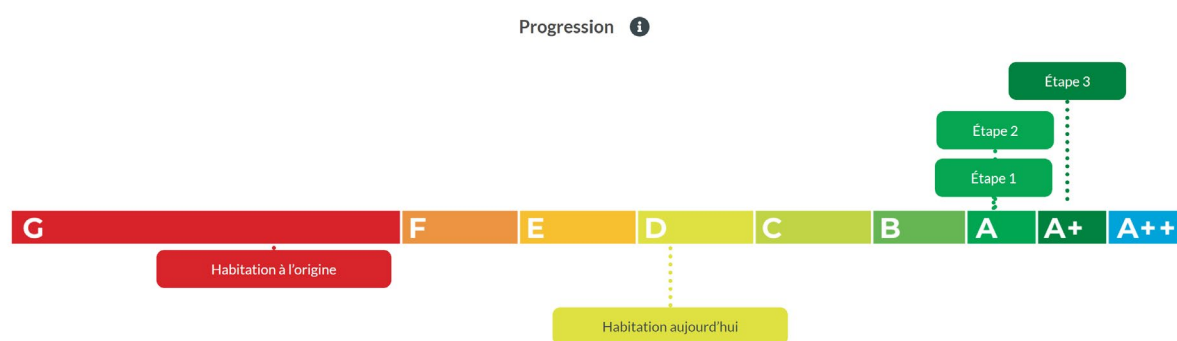 Progression
Étape 3
Étape 2
Étape 1
G F E D C B A A+ A++
Habitation à l'origine
Habitation aujourd'hui